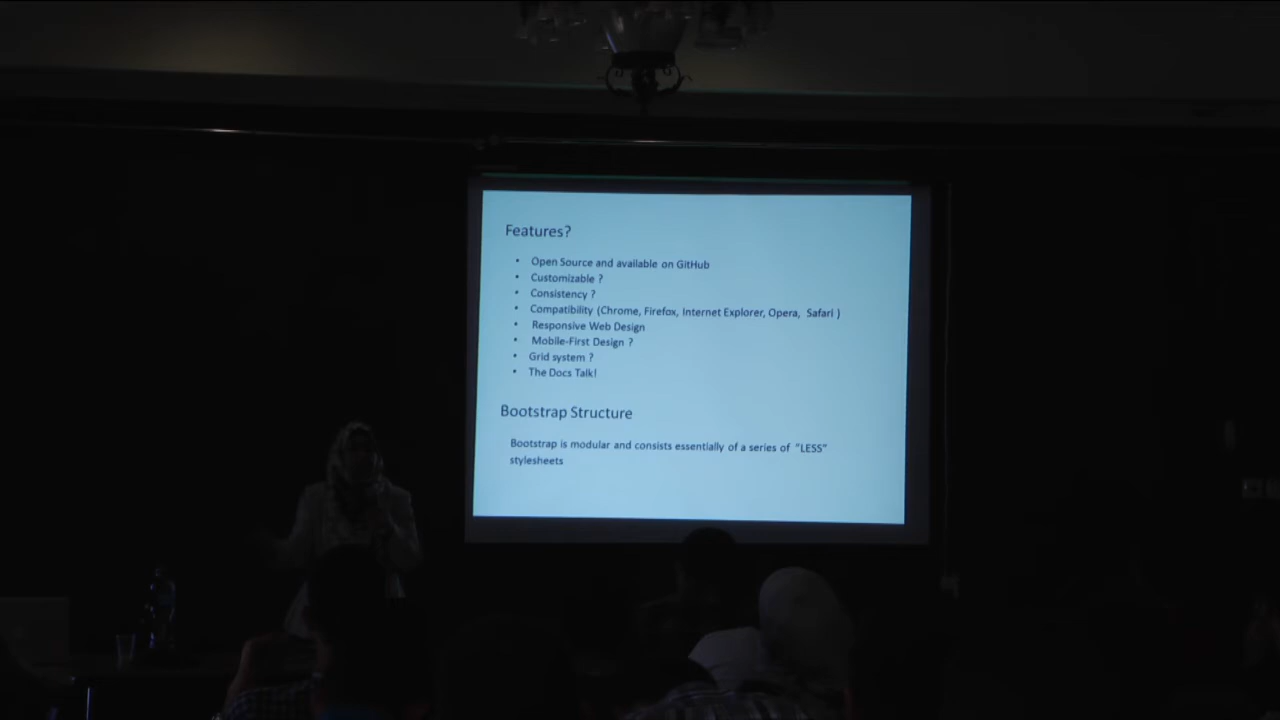 Features?
• Open Source and available on GitHub
• Customizable ?
• Consistency ?
• Compatibility (Chrome, Firefox, Internet Explorer, Opera, Safari )
• Responsive Web Design
• Mobile-First Design ?
• Grid system ?
• The Docs Talk!
Bootstrap Structure
Bootstrap is modular and consists essentially of a series of "LESS"
stylesheets